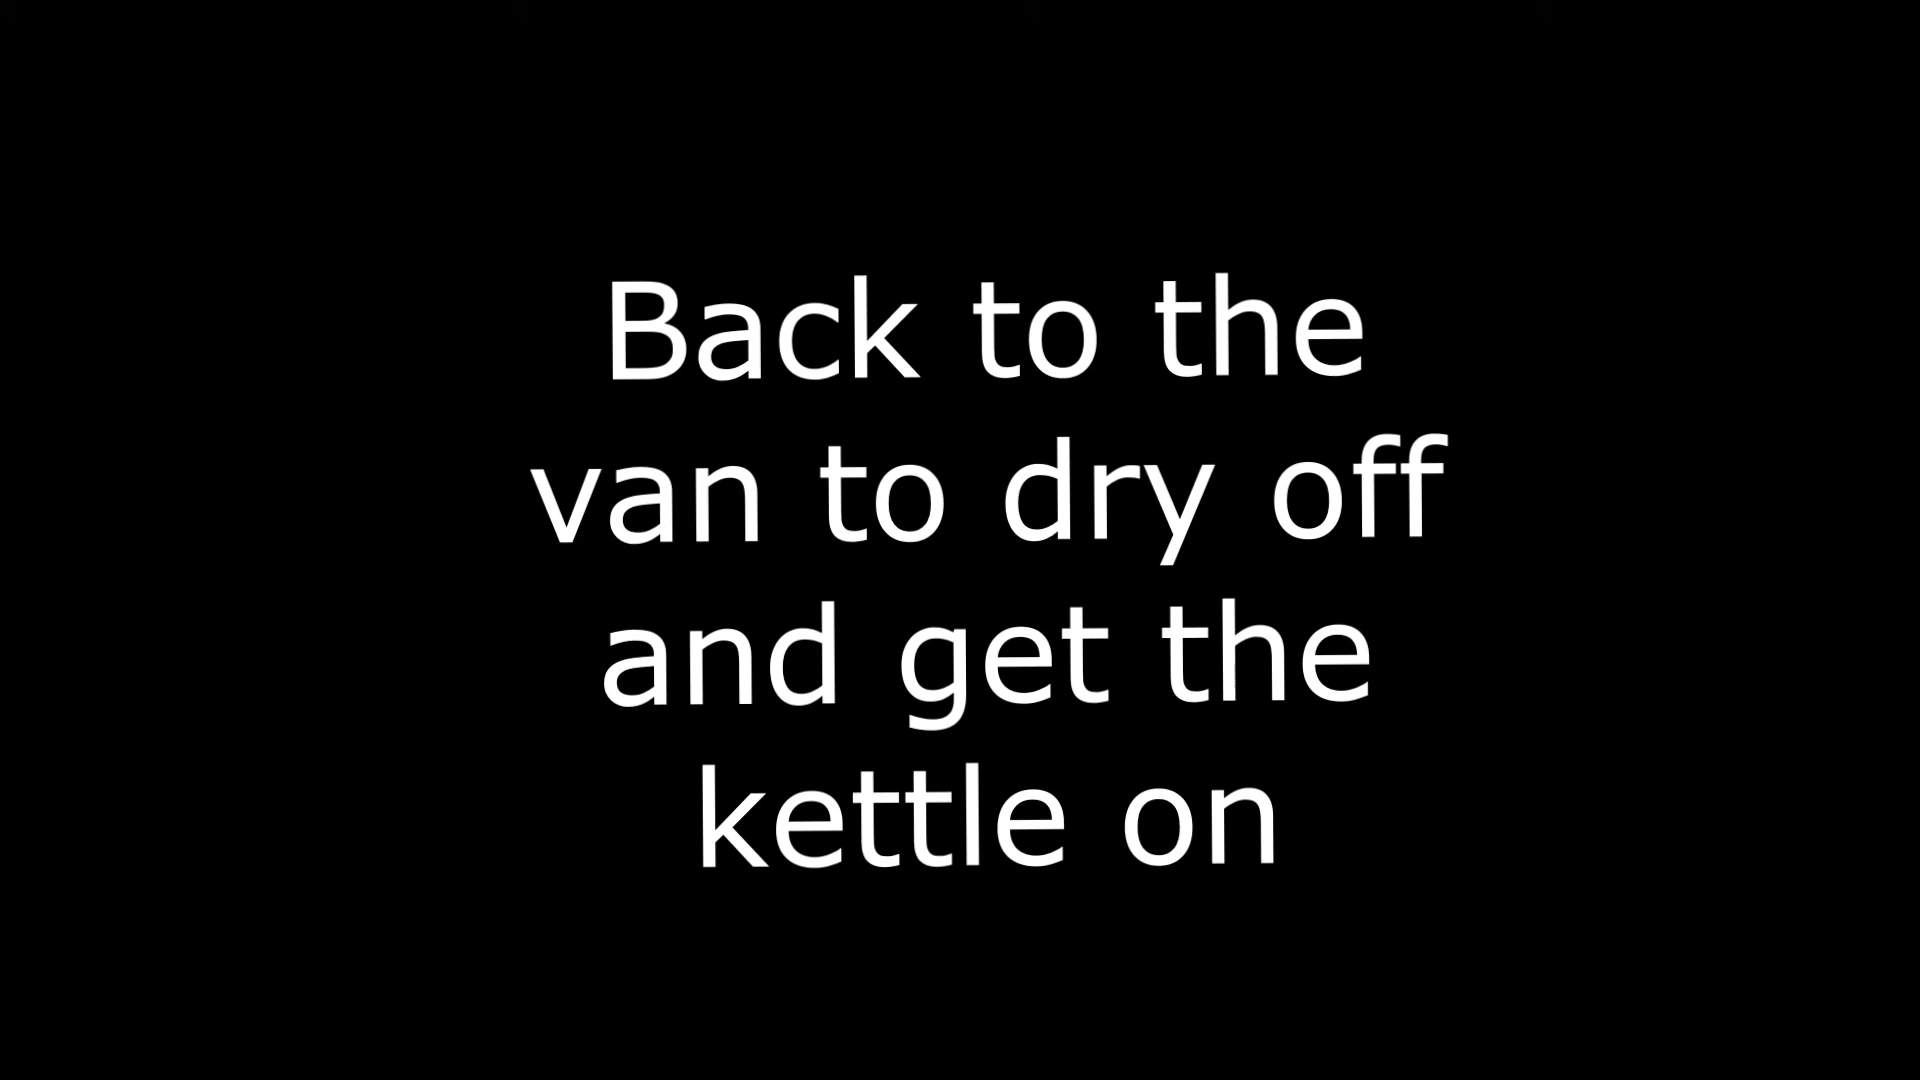 Back to the
van to dry off
and get the
kettle on